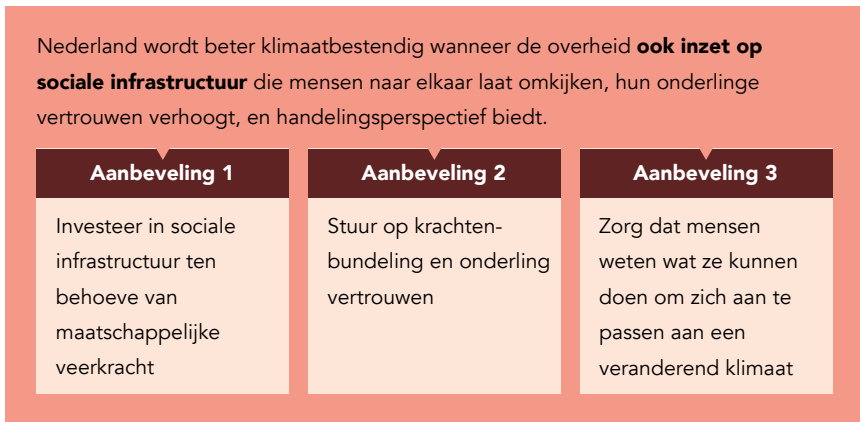 Nederland wordt beter klimaatbestendig wanneer de overheid ook inzet op
sociale infrastructuur die mensen naar elkaar laat omkijken, hun onderlinge
vertrouwen verhoogt, en handelingsperspectief biedt.
Aanbeveling 1
Investeer in sociale
infrastructuur ten
behoeve van
maatschappelijke
veerkracht
Aanbeveling 2
Stuur op krachten-
bundeling en onderling
vertrouwen
Aanbeveling 3
Zorg dat mensen
weten wat ze kunnen
doen om zich aan te
passen aan een
veranderend klimaat